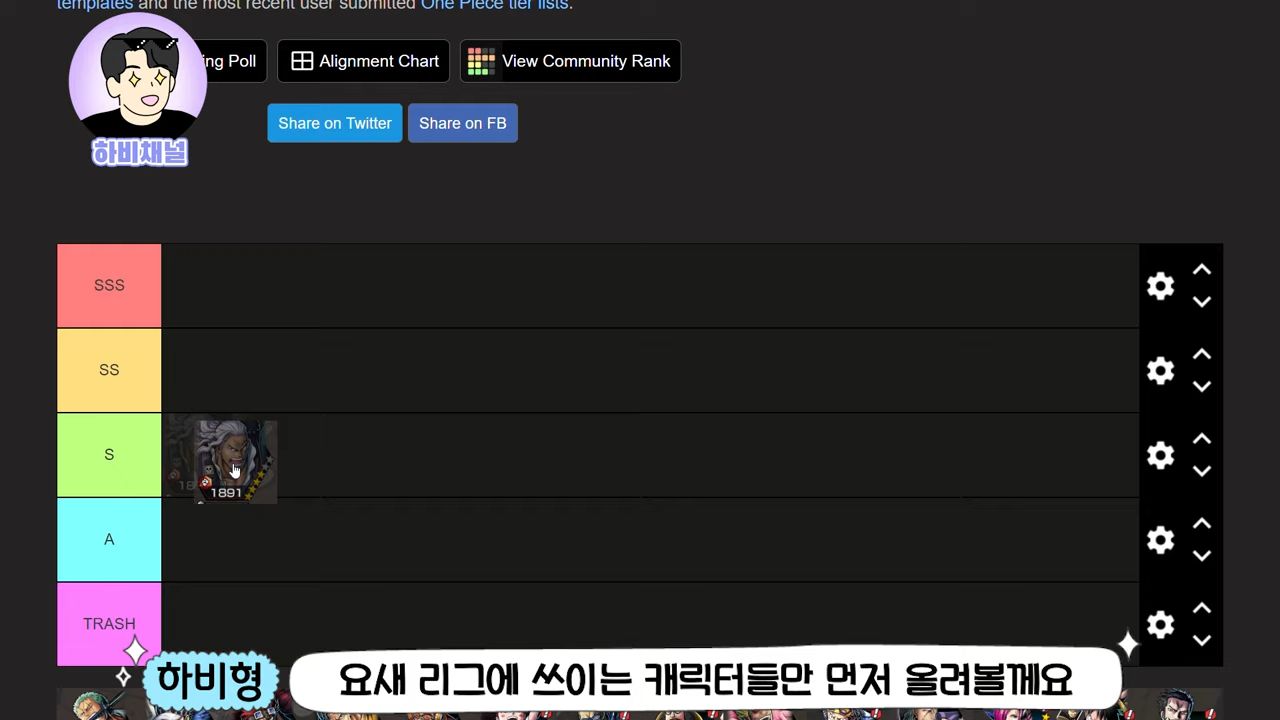 templates and the most recent user submitted One Piece tier lists.
ing Poll
Alignment Chart
View Community Rank
Share on Twitter
Share on FB
하비채널
SSS
SS
S
18
1891
A
TRASH
하비형
요새 리그에 쓰이는 캐릭터들만 먼저 올려볼께요